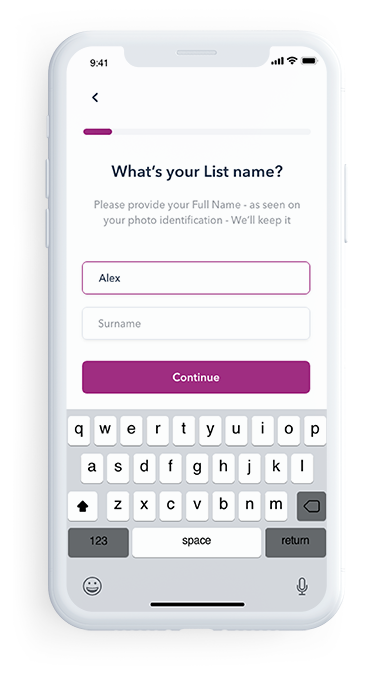 9:41
What's your List name?
Please provide your Full Name - as seen on
your photo identification - We'll keep it
Alex
Surname
Continue
q w e r t y u i o p
a s d f g h j k l
z x c v b n m
123 space return